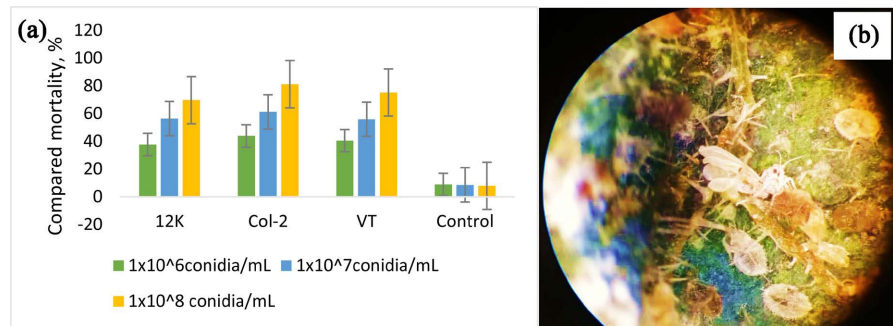 (a)
Compared mortality, %
120
100
80
60
40
20
0
-20
12K Col-2 VT Control
1x10^6conidia/mL 1x10^7conidia/mL
1x10^8 conidia/mL
(b)